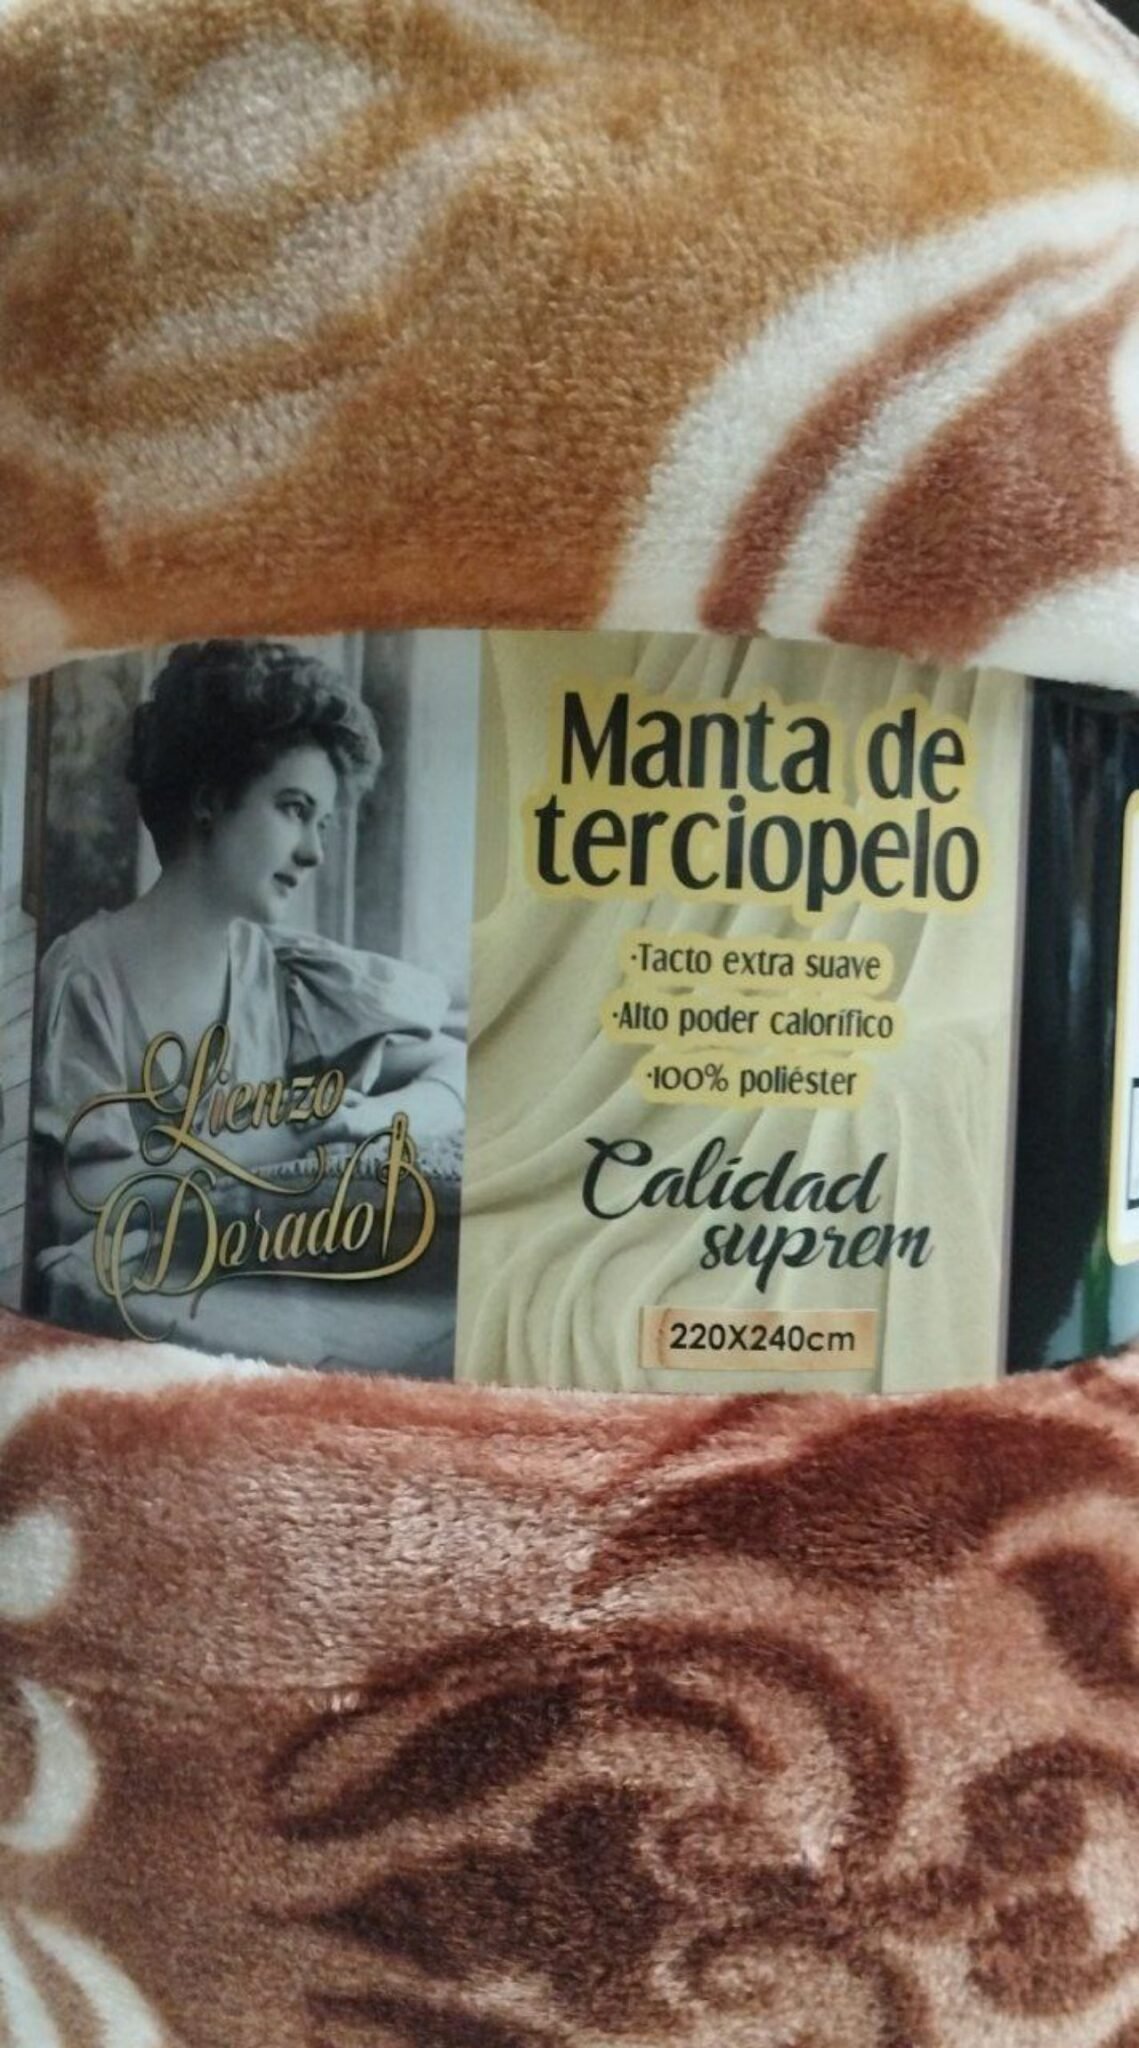 Manta de
terciopelo
·Tacto extra suave
·Alto poder calorífico
·100% poliéster
Lienzo
Dorado
Calidad
suprem
220X240cm